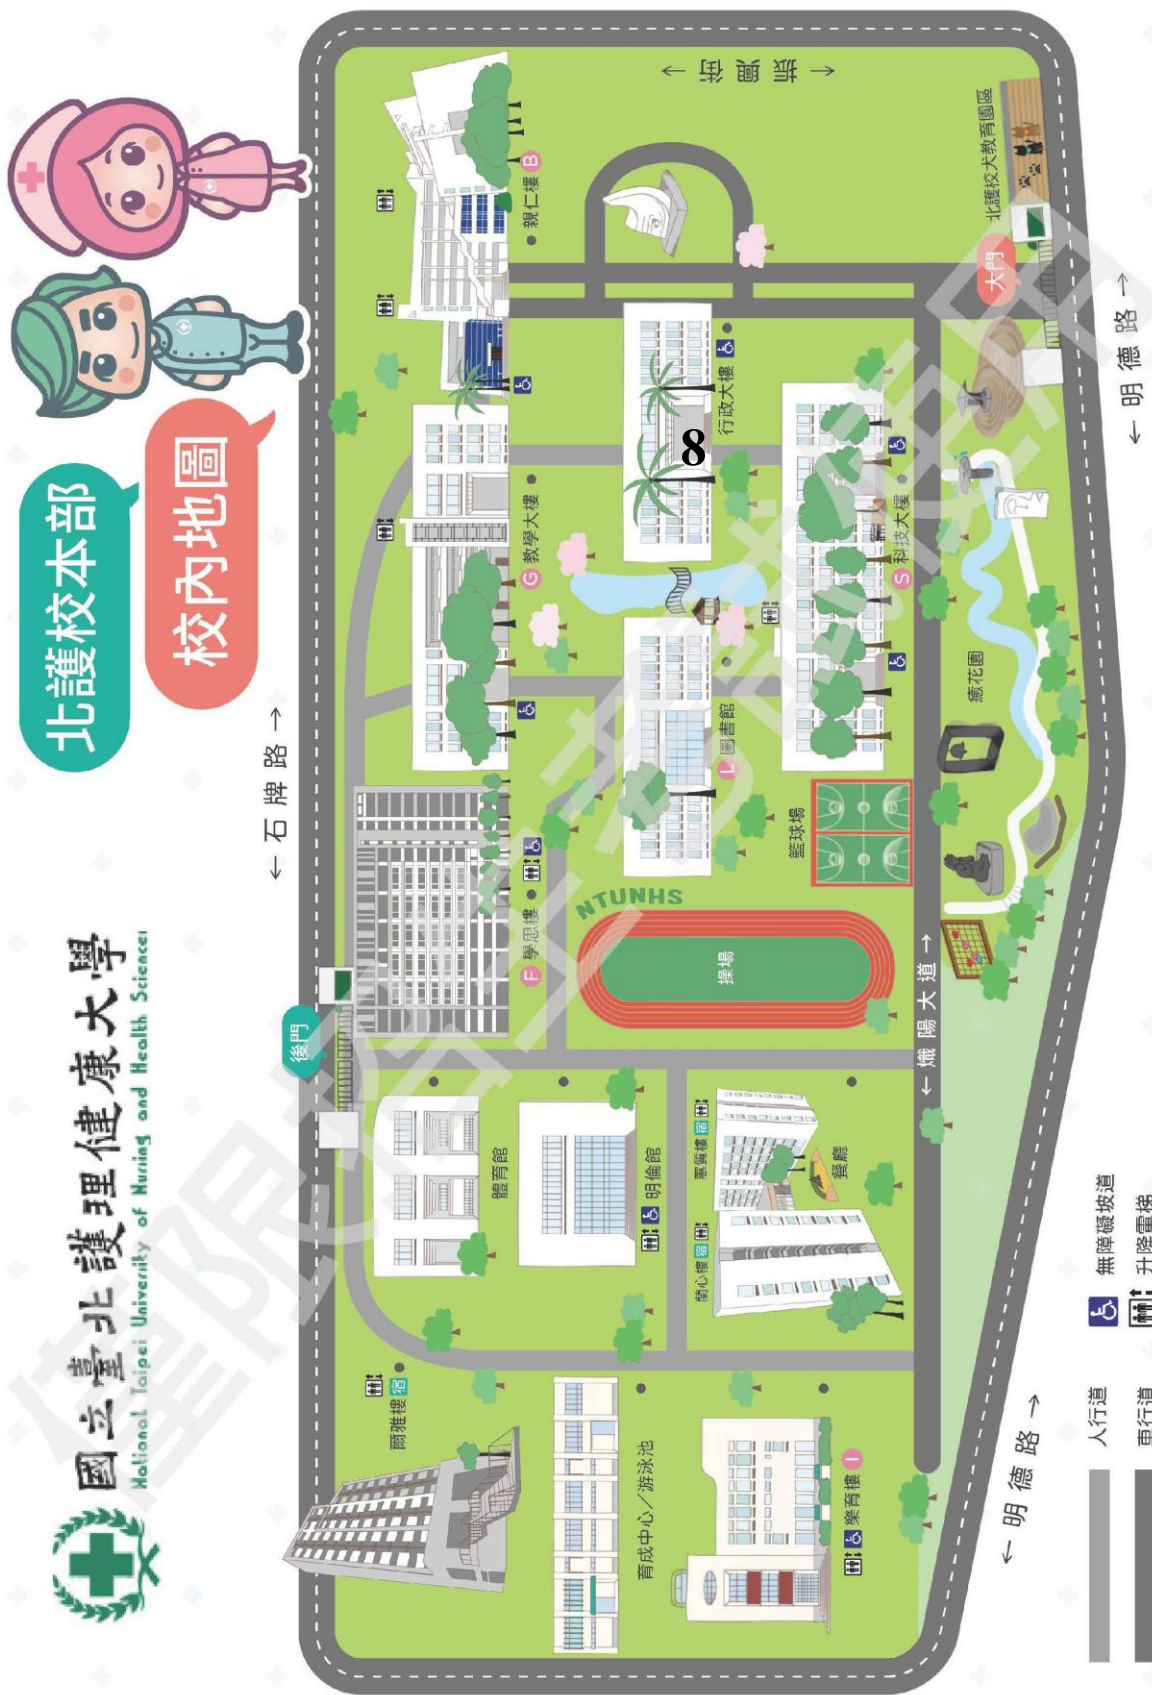 國立臺北護理健康大學
National Taipei University of Nursing and Health Sciences
北護校本部
校內地圖
← 石牌路 →
後門
爾雅樓 宿
體育館
明倫館
F 學思樓
G 教學大樓
B 親仁樓
育成中心／游泳池
蘭心樓 宿
蕙質樓 宿
餐廳
NTUNHS
操場
L 圖書館
行政大樓
8
← 振興街 →
樂育樓 I
籃球場
S 科技大樓
← 熾陽大道 →
癒花園
大門
北護校犬教育園區
← 明德路 →
← 明德路 →
人行道
無障礙坡道
車行道
升降電梯